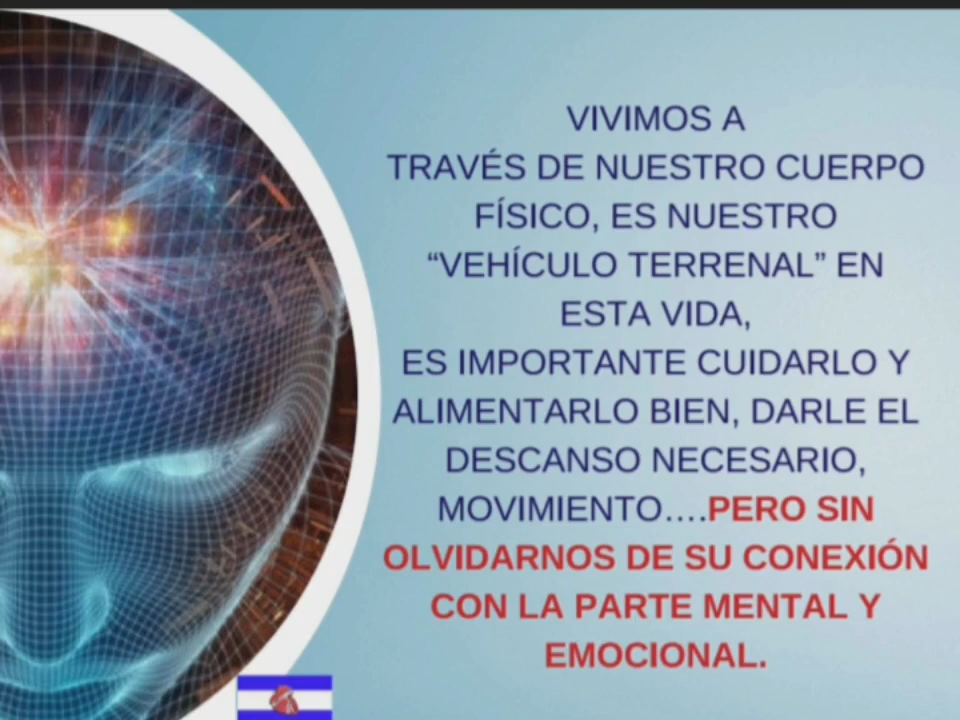 VIVIMOS A
TRAVÉS DE NUESTRO CUERPO
FÍSICO, ES NUESTRO
“VEHÍCULO TERRENAL” EN
ESTA VIDA,
ES IMPORTANTE CUIDARLO Y
ALIMENTARLO BIEN, DARLE EL
DESCANSO NECESARIO,
MOVIMIENTO….PERO SIN
OLVIDARNOS DE SU CONEXIÓN
CON LA PARTE MENTAL Y
EMOCIONAL.